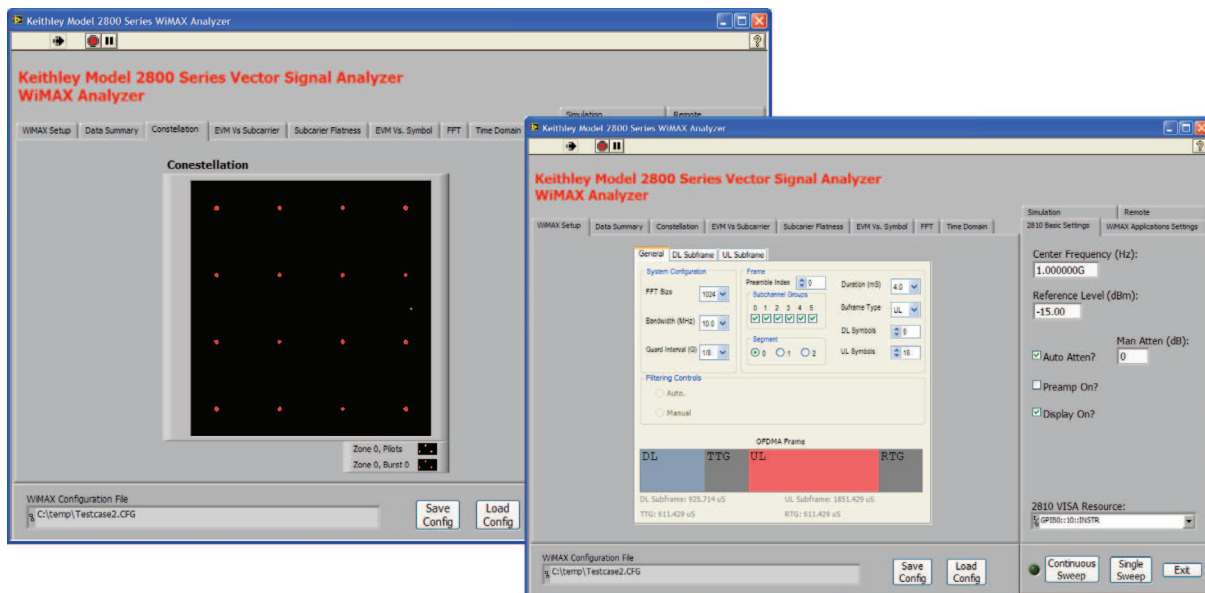 Keithley Model 2800 Series WiMAX Analyzer
Keithley Model 2800 Series Vector Signal Analyzer
WiMAX Analyzer
Simulation Remote
WiMAX Setup Data Summary Constellation EVM Vs Subcarrier Subcarier Flatness EVM Vs. Symbol FFT Time Domain
Conestellation
Zone 0, Pilots
Zone 0, Burst 0
WiMAX Configuration File
C:\temp\Testcase2.CFG
Save Config
Load Config
Keithley Model 2800 Series WiMAX Analyzer
Keithley Model 2800 Series Vector Signal Analyzer
WiMAX Analyzer
Simulation Remote
WiMAX Setup Data Summary Constellation EVM Vs Subcarrier Subcarier Flatness EVM Vs. Symbol FFT Time Domain
2810 Basic Settings WiMAX Applications Settings
General DL Subframe UL Subframe
System Configuration
FFT Size 1024
Bandwidth (MHz) 10.0
Guard Interval (G) 1/8
Frame
Preamble Index 0
Subchannel Groups
0 1 2 3 4 5
Segment
0 1 2
Duration (mS) 4.0
Suframe Type UL
DL Symbols 9
UL Symbols 18
Filtering Controls
Auto.
Manual
OFDMA Frame
DL TTG UL RTG
DL Subframe: 925.714 uS UL Subframe: 1851.429 uS
TTG: 611.429 uS RTG: 611.429 uS
Center Frequency (Hz):
1.000000G
Reference Level (dBm):
-15.00
Man Atten (dB):
Auto Atten? 0
Preamp On?
Display On?
2810 VISA Resource:
GPIB0::10::INSTR
WiMAX Configuration File
C:\temp\Testcase2.CFG
Save Config
Load Config
Continuous Sweep
Single Sweep
Exit